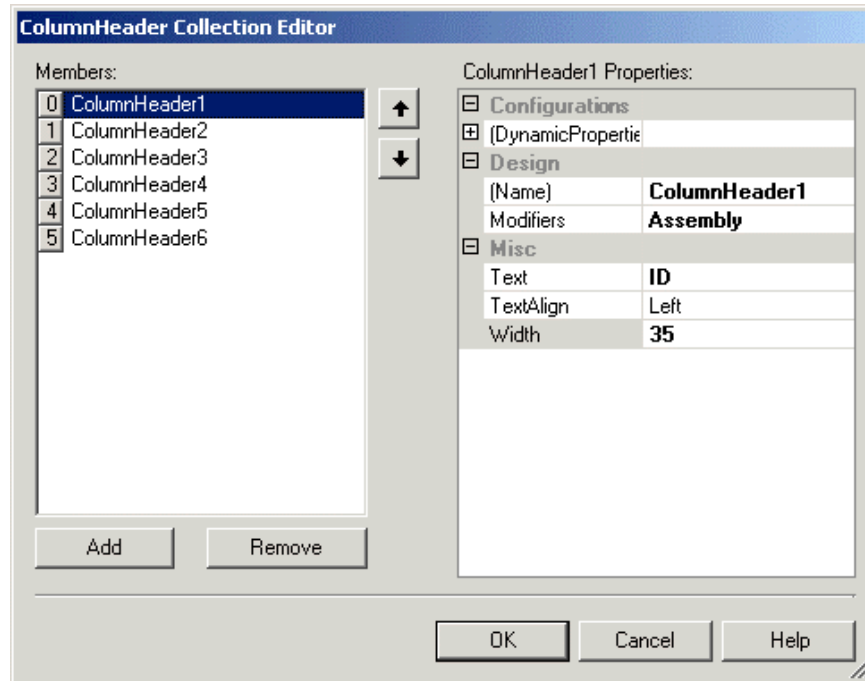 ColumnHeader Collection Editor
Members:
0 ColumnHeader1
1 ColumnHeader2
2 ColumnHeader3
3 ColumnHeader4
4 ColumnHeader5
5 ColumnHeader6
Add Remove
ColumnHeader1 Properties:
Configurations
(DynamicPropertie
Design
(Name) ColumnHeader1
Modifiers Assembly
Misc
Text ID
TextAlign Left
Width 35
OK Cancel Help